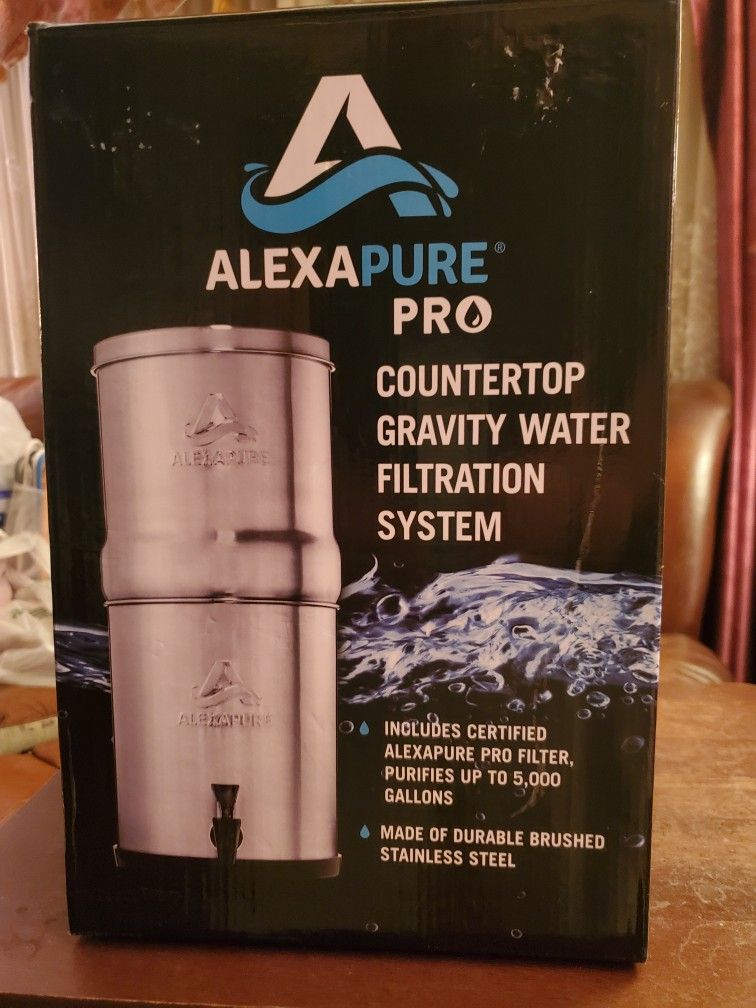 ALEXAPURE®
PRO
COUNTERTOP
GRAVITY WATER
FILTRATION
SYSTEM
ALEXAPURE
ALEXAPURE
INCLUDES CERTIFIED
ALEXAPURE PRO FILTER,
PURIFIES UP TO 5,000
GALLONS
MADE OF DURABLE BRUSHED
STAINLESS STEEL